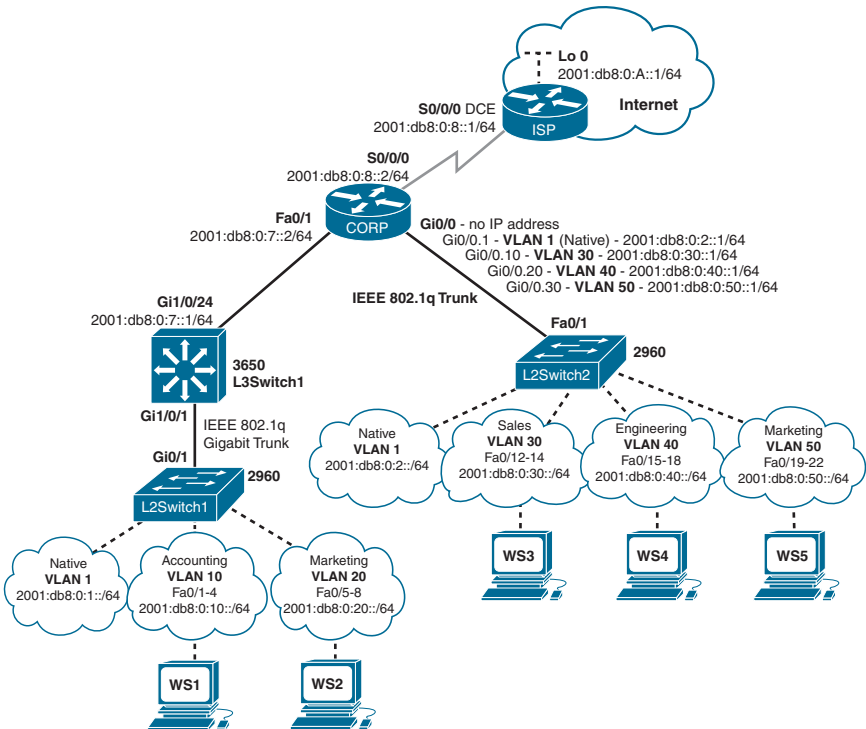 Lo 0
2001:db8:0:A::1/64
Internet
ISP
S0/0/0 DCE
2001:db8:0:8::1/64
S0/0/0
2001:db8:0:8::2/64
CORP
Fa0/1
2001:db8:0:7::2/64
Gi0/0 - no IP address
Gi0/0.1 - VLAN 1 (Native) - 2001:db8:0:2::1/64
Gi0/0.10 - VLAN 30 - 2001:db8:0:30::1/64
Gi0/0.20 - VLAN 40 - 2001:db8:0:40::1/64
Gi0/0.30 - VLAN 50 - 2001:db8:0:50::1/64
IEEE 802.1q Trunk
Gi1/0/24
2001:db8:0:7::1/64
3650
L3Switch1
Gi1/0/1
IEEE 802.1q
Gigabit Trunk
Gi0/1
2960
L2Switch1
Fa0/1
2960
L2Switch2
Native
VLAN 1
2001:db8:0:2::/64
Sales
VLAN 30
Fa0/12-14
2001:db8:0:30::/64
Engineering
VLAN 40
Fa0/15-18
2001:db8:0:40::/64
Marketing
VLAN 50
Fa0/19-22
2001:db8:0:50::/64
WS3
WS4
WS5
Native
VLAN 1
2001:db8:0:1::/64
Accounting
VLAN 10
Fa0/1-4
2001:db8:0:10::/64
Marketing
VLAN 20
Fa0/5-8
2001:db8:0:20::/64
WS1
WS2